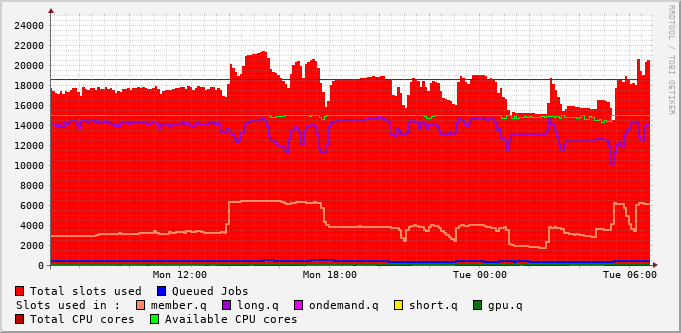 24000
22000
20000
18000
16000
14000
12000
10000
8000
6000
4000
2000
0
Mon 12:00 Mon 18:00 Tue 00:00 Tue 06:00
RRDTOOL / TOBI OETIKER
Total slots used Queued Jobs
Slots used in : member.q long.q ondemand.q short.q gpu.q
Total CPU cores Available CPU cores